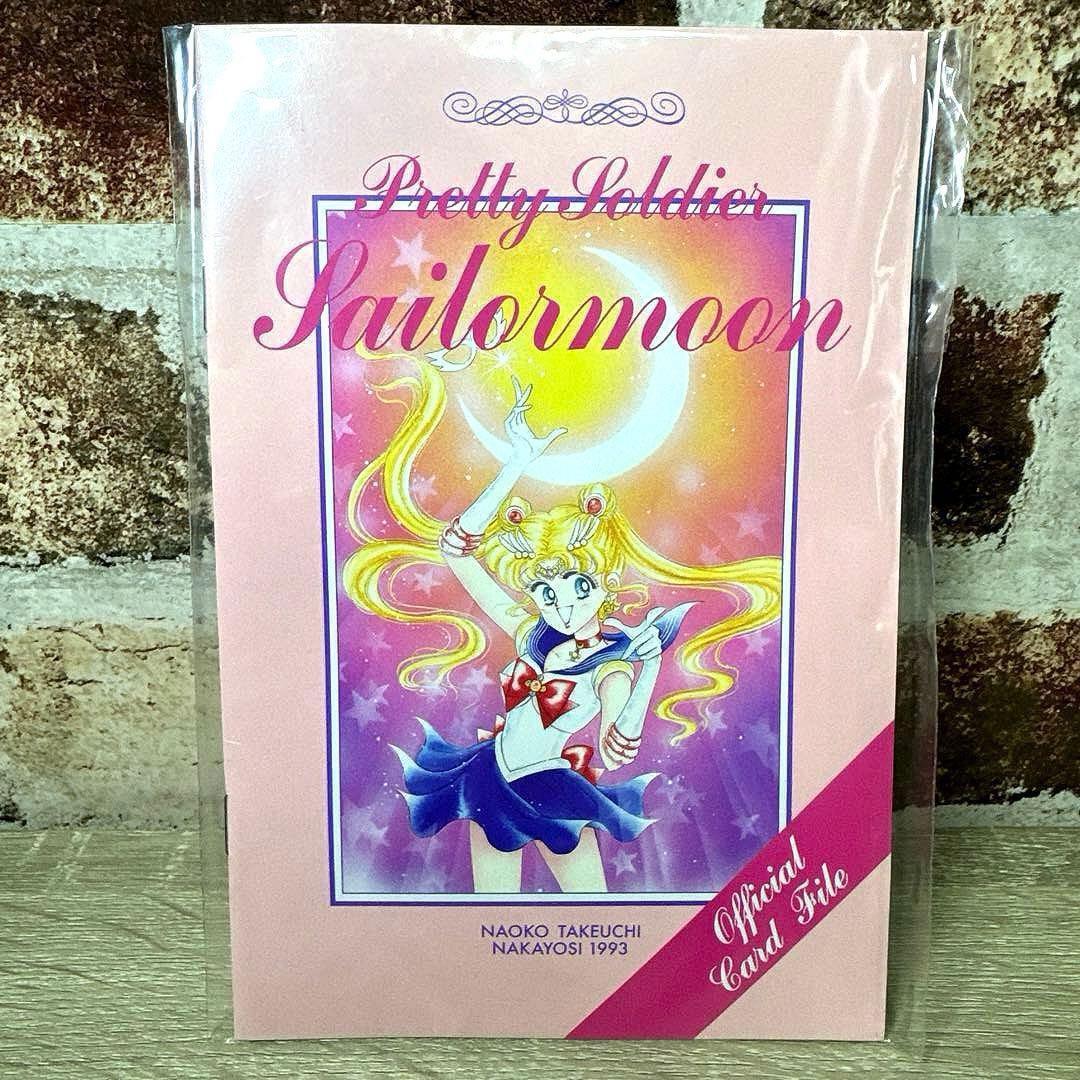 Pretty Soldier
Sailormoon
NAOKO TAKEUCHI
NAKAYOSI 1993
Official
Card File